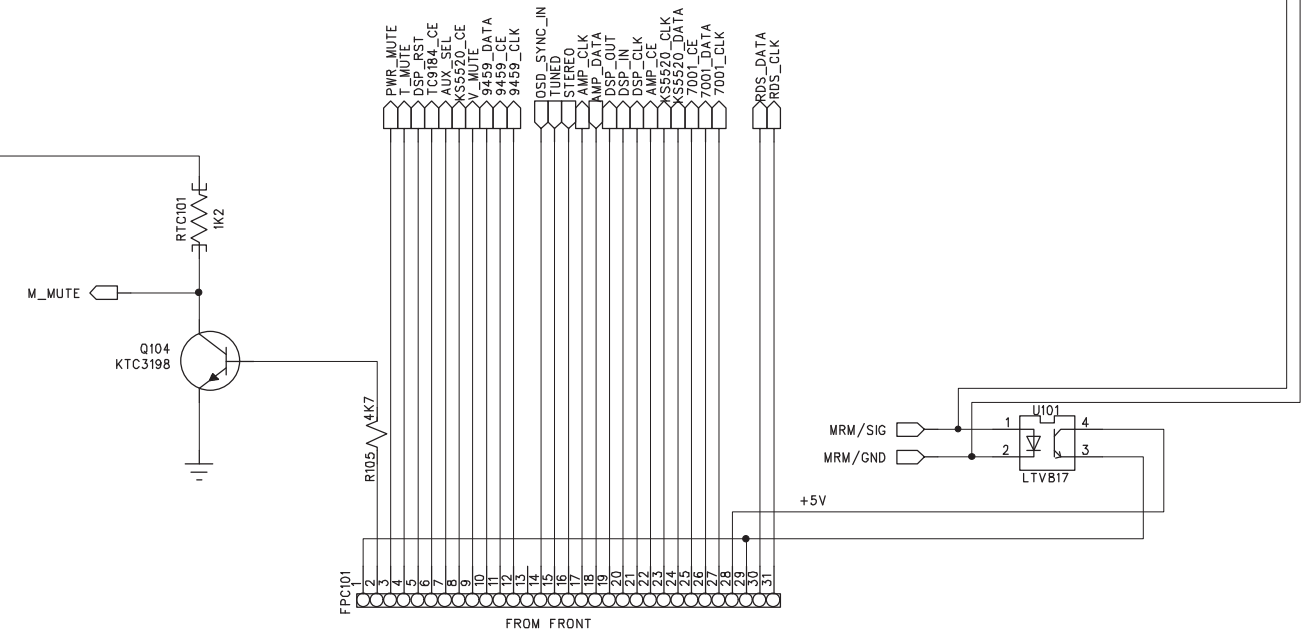 PWR_MUTE
T_MUTE
DSP_RST
TC9184_CE
AUX_SEL
KS5520_CE
V_MUTE
9459_DATA
9459_CE
9459_CLK
OSD_SYNC_IN
TUNED
STEREO
AMP_CLK
AMP_DATA
DSP_OUT
DSP_IN
DSP_CLK
AMP_CE
KS5520_CLK
KS5520_DATA
7001_CE
7001_DATA
7001_CLK
RDS_DATA
RDS_CLK
RTC101
1K2
M_MUTE
Q104
KTC3198
4K7
R105
MRM/SIG
MRM/GND
U101
1
2
4
3
LTV817
+5V
FPC101
1
2
3
4
5
6
7
8
9
10
11
12
13
14
15
16
17
18
19
20
21
22
23
24
25
26
27
28
29
30
31
FROM FRONT